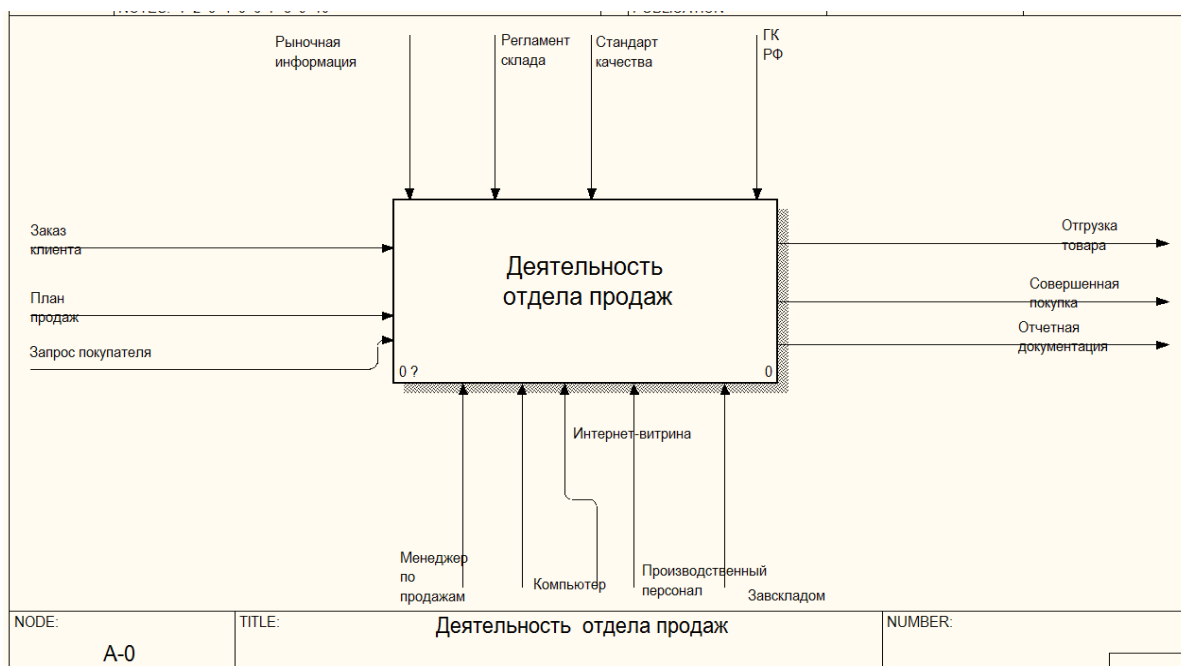 Рыночная
информация
Регламент
склада
Стандарт
качества
ГК
РФ
Заказ
клиента
План
продаж
Запрос покупателя
Деятельность
отдела продаж
0 ?
0
Отгрузка
товара
Совершенная
покупка
Отчетная
документация
Интернет-витрина
Менеджер
по
продажам
Компьютер
Производственный
персонал
Завскладом
NODE:
A-0
TITLE:
Деятельность отдела продаж
NUMBER: